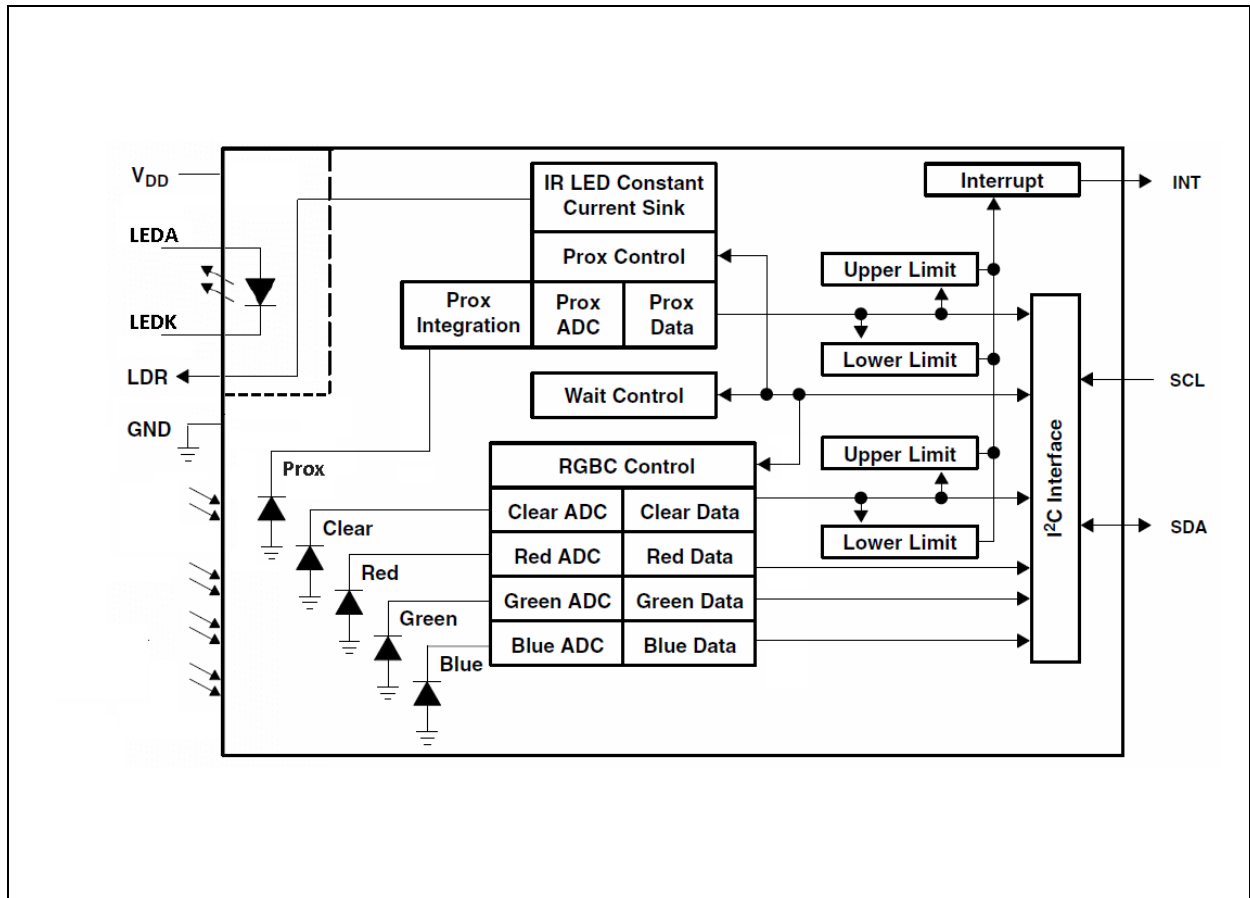 V_DD
LEDA
LEDK
LDR
GND
IR LED Constant
Current Sink
Prox Control
Prox
Integration
Prox
ADC
Prox
Data
Wait Control
RGBC Control
Clear ADC
Clear Data
Red ADC
Red Data
Green ADC
Green Data
Blue ADC
Blue Data
Prox
Clear
Red
Green
Blue
Interrupt
Upper Limit
Lower Limit
Upper Limit
Lower Limit
I²C Interface
INT
SCL
SDA